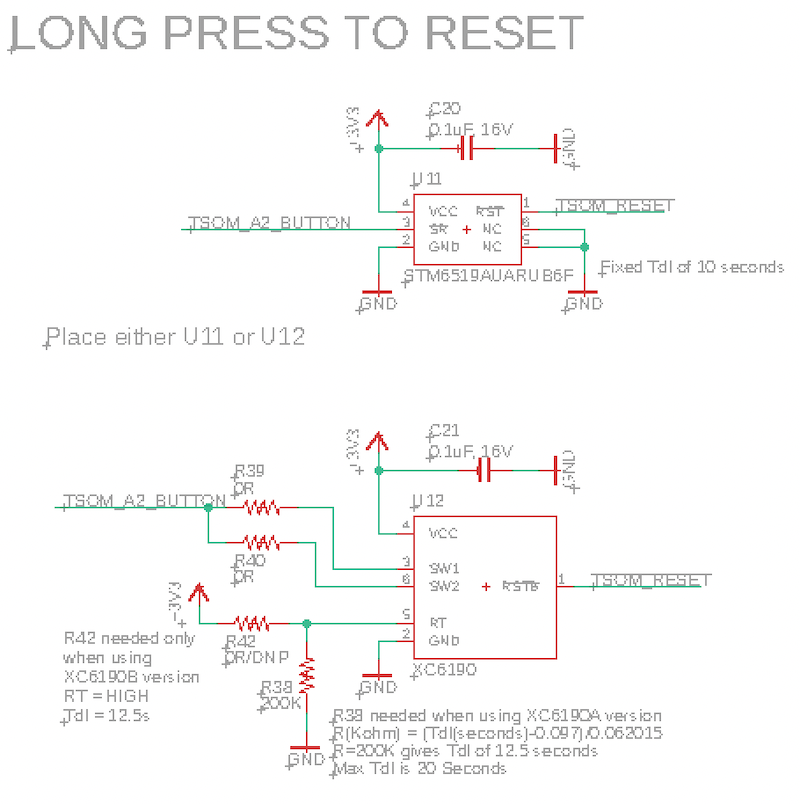 LONG PRESS TO RESET
+3V3
C20
0.1uF, 16V
GND
U11
TSOM_A2_BUTTON
4
VCC
RST
1
TSOM_RESET
3
SR
NC
6
2
GND
NC
5
STM6519AUARUB6F
Fixed Tdl of 10 seconds
GND
GND
Place either U11 or U12
+3V3
C21
0.1uF, 16V
GND
R39
0R
U12
TSOM_A2_BUTTON
4
VCC
R40
0R
3
SW1
6
SW2
RSTB
1
TSOM_RESET
+3V3
5
RT
2
GND
R42
0R/DNP
XC6190
R42 needed only
when using
XC6190B version
RT = HIGH
Tdl = 12.5s
R38
200K
GND
R38 needed when using XC6190A version
R(Kohm) = (Tdl(seconds)-0.097)/0.062015
R=200K gives Tdl of 12.5 seconds
Max Tdl is 20 Seconds
GND